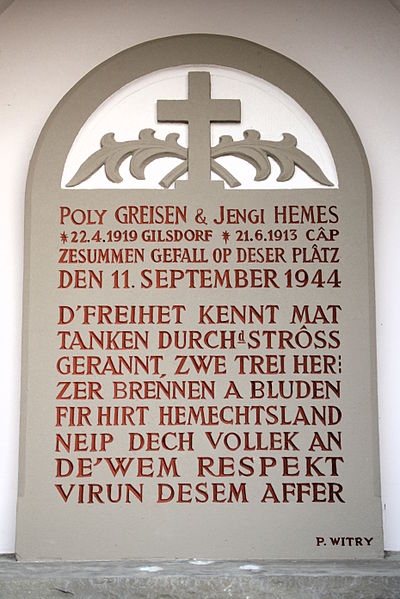 POLY GREISEN & JENGI HEMES
*22.4.1919 GILSDORF *21.6.1913 CÂP
ZESUMMEN GEFALL OP DESER PLÂTZ
DEN 11. SEPTEMBER 1944
D'FREIHET KENNT MAT
TANKEN DURCH d STRÔSS
GERANNT, ZWE TREI HER=
ZER BRENNEN A BLUDEN
FIR HIRT HEMECHTSLAND
NEIP DECH VOLLEK AN
DE'WEM RESPEKT
VIRUN DESEM AFFER
P. WITRY